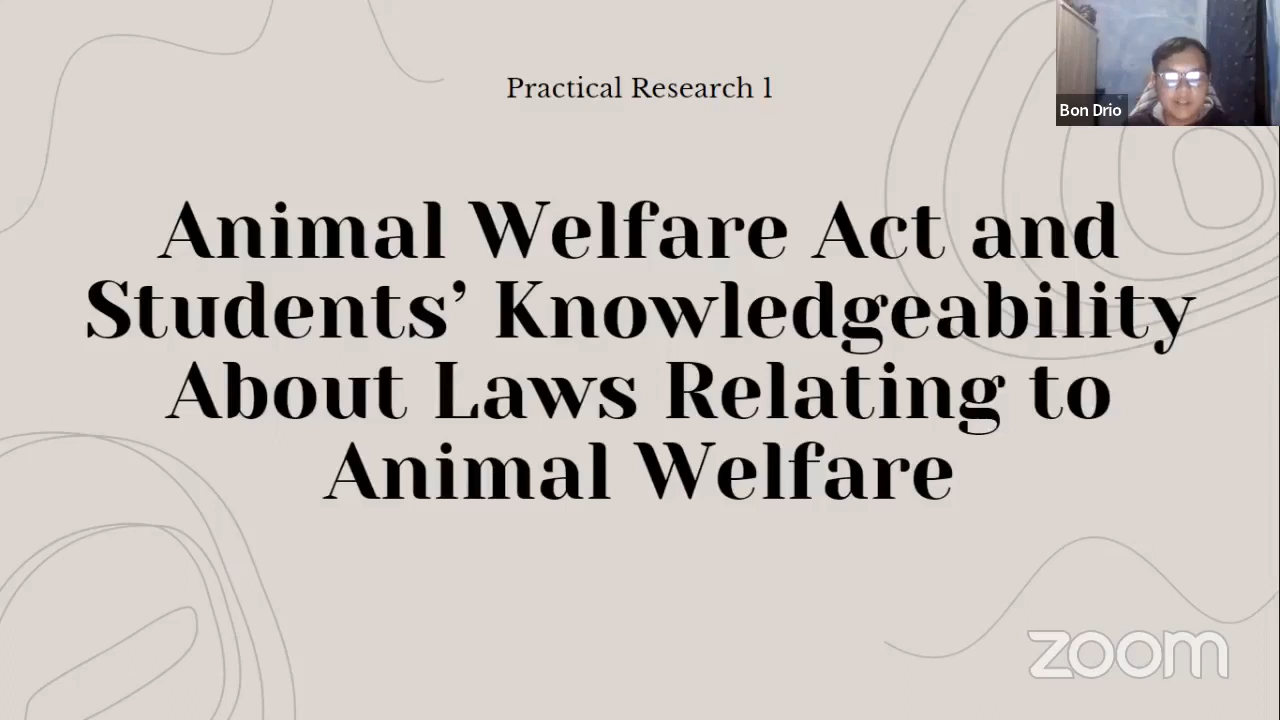 Practical Research 1
Bon Drio
Animal Welfare Act and
Students’ Knowledgeability
About Laws Relating to
Animal Welfare
zoom